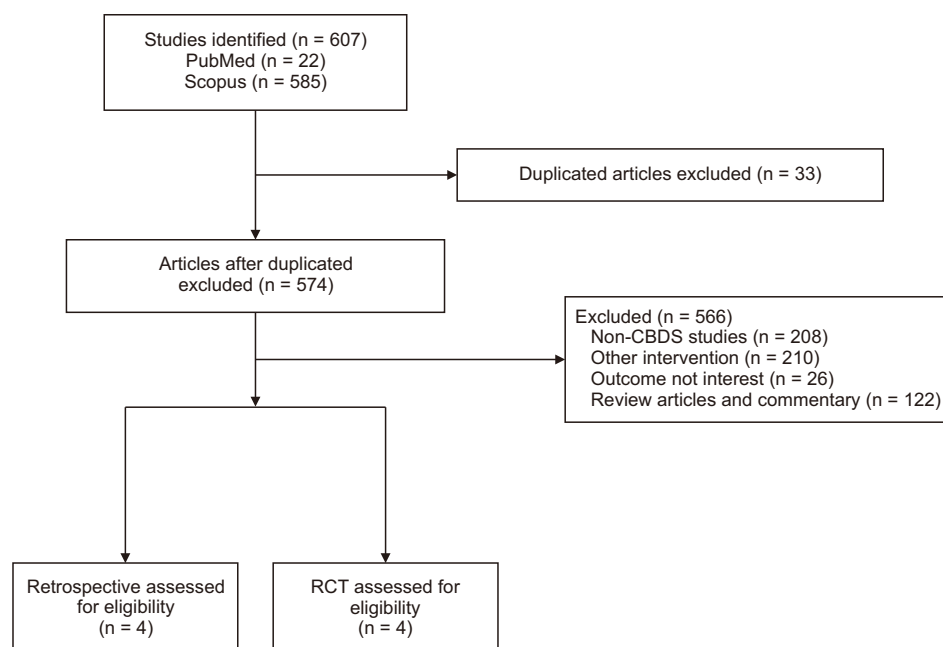 Studies identified (n = 607)
PubMed (n = 22)
Scopus (n = 585)
Duplicated articles excluded (n = 33)
Articles after duplicated
excluded (n = 574)
Excluded (n = 566)
Non-CBDS studies (n = 208)
Other intervention (n = 210)
Outcome not interest (n = 26)
Review articles and commentary (n = 122)
Retrospective assessed
for eligibility
(n = 4)
RCT assessed for
eligibility
(n = 4)